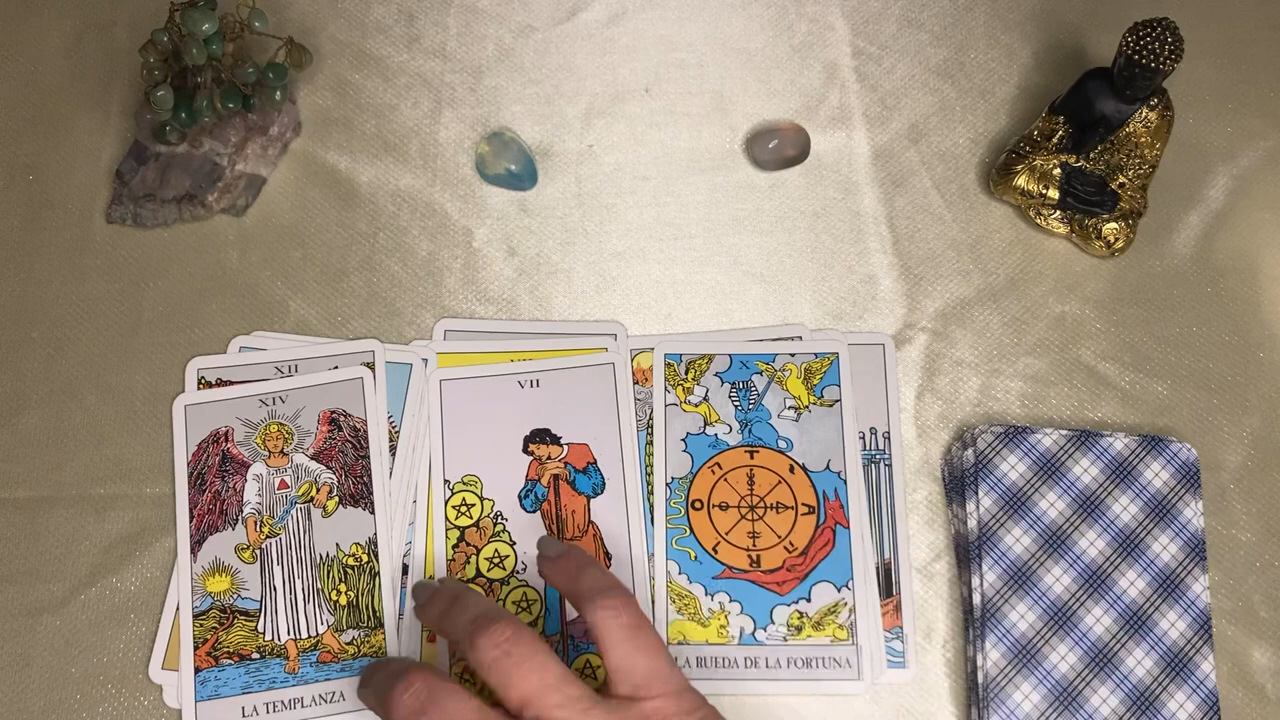 XII
XIV
LA TEMPLANZA
VII
X
LA RUEDA DE LA FORTUNA